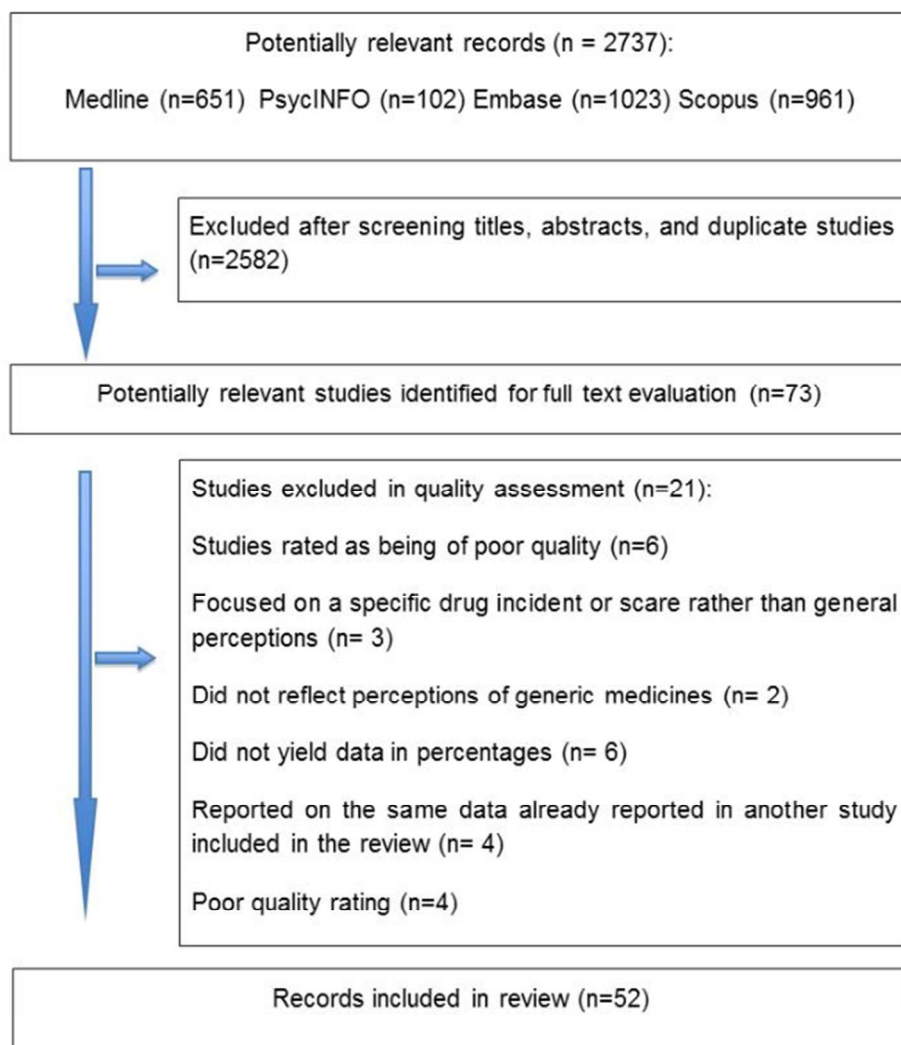 Potentially relevant records (n = 2737):
Medline (n=651) PsycINFO (n=102) Embase (n=1023) Scopus (n=961)
Excluded after screening titles, abstracts, and duplicate studies
(n=2582)
Potentially relevant studies identified for full text evaluation (n=73)
Studies excluded in quality assessment (n=21):
Studies rated as being of poor quality (n=6)
Focused on a specific drug incident or scare rather than general
perceptions (n= 3)
Did not reflect perceptions of generic medicines (n= 2)
Did not yield data in percentages (n= 6)
Reported on the same data already reported in another study
included in the review (n= 4)
Poor quality rating (n=4)
Records included in review (n=52)